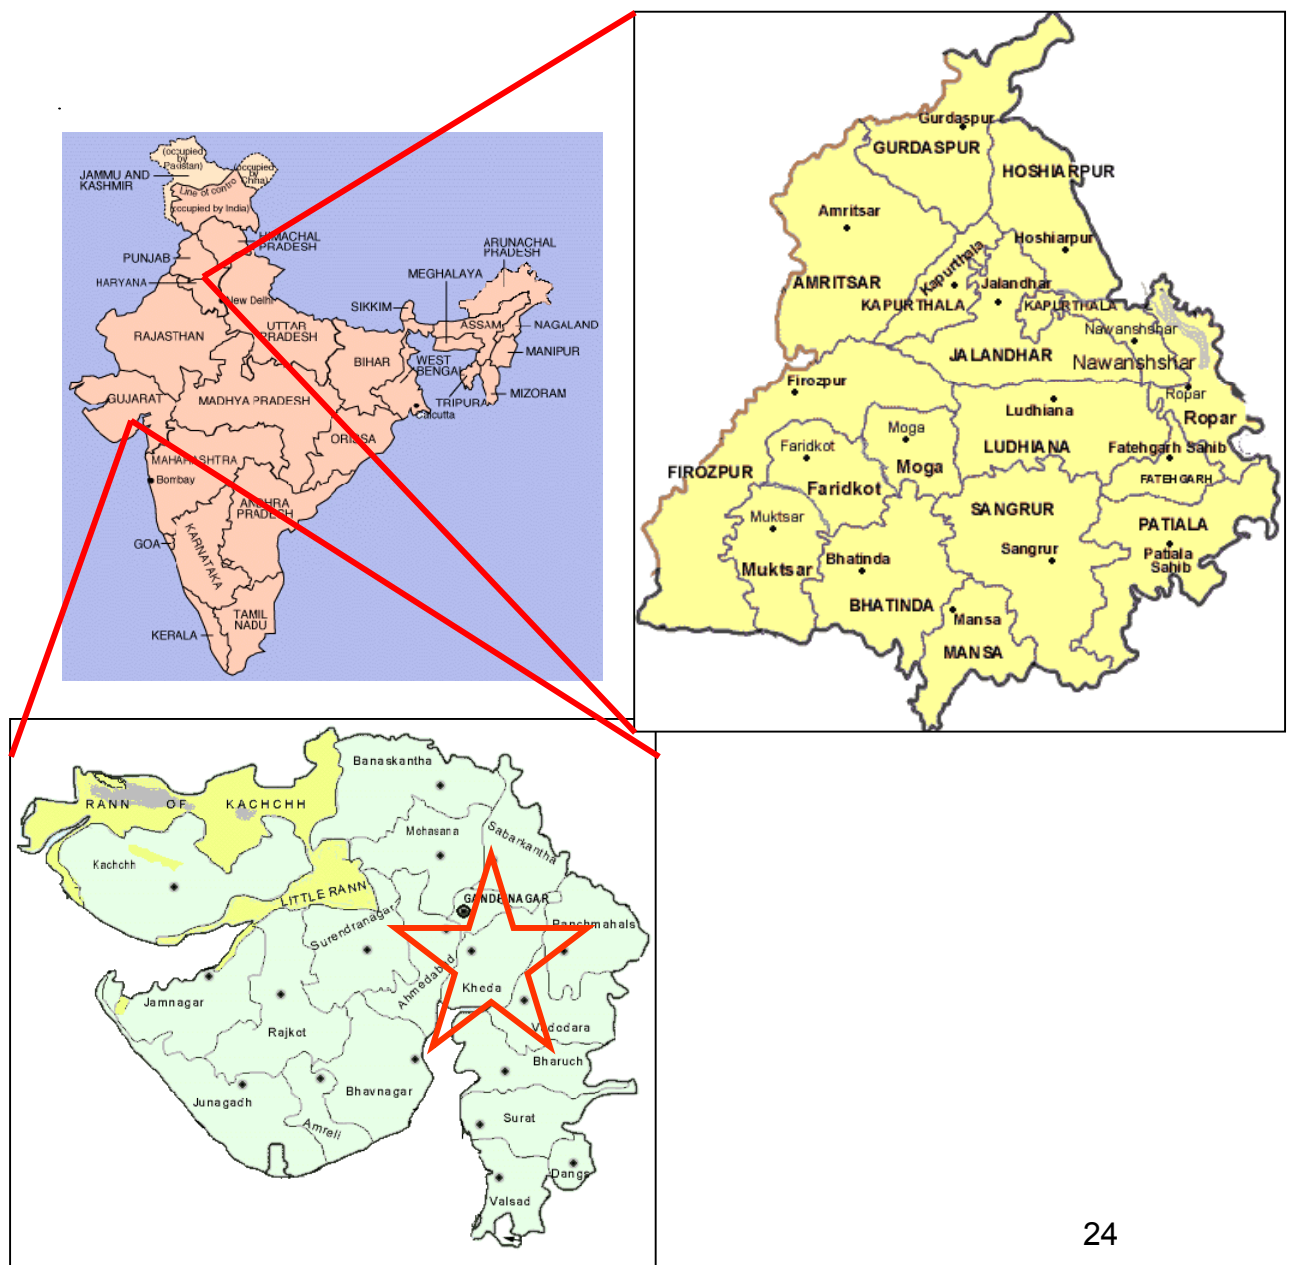 (occupied
by
Pakistan)
(occupied
by
China)
JAMMU AND
KASHMIR
Line of contro
(occupied by India)
HIMACHAL
PRADESH
PUNJAB
HARYANA
New Delhi
ARUNACHAL
PRADESH
MEGHALAYA
SIKKIM
ASSAM
NAGALAND
RAJASTHAN
UTTAR
PRADESH
BIHAR
WEST
BENGAL
MANIPUR
MIZORAM
TRIPURA
Calcutta
GUJARAT
MADHYA PRADESH
ORISSA
MAHARASHTRA
Bombay
ANDHRA
PRADESH
GOA
KARNATAKA
TAMIL
NADU
KERALA
Gurdaspur
GURDASPUR
HOSHIARPUR
Amritsar
Hoshiarpur
Kapurthala
AMRITSAR
Jalandhar
KAPURTHALA
KAPURTHALA
Nawanshshar
JALANDHAR
Nawanshshar
Firozpur
Ropar
Ludhiana
Ropar
Moga
Faridkot
LUDHIANA
Fatehgarh Sahib
FIROZPUR
Moga
FATEHGARH
Faridkot
SANGRUR
Muktsar
PATIALA
Sangrur
Patiala
Sahib
Bhatinda
Muktsar
BHATINDA
Mansa
MANSA
Banaskantha
RANN OF KACHCHH
Mehasana
Sabarkantha
Kachchh
LITTLE RANN
GANDHINAGAR
Surendranagar
Panchmahals
Ahmedabad
Kheda
Jamnagar
Rajkot
Vadodara
Bharuch
Bhavnagar
Junagadh
Amreli
Surat
Dangs
Valsad
24